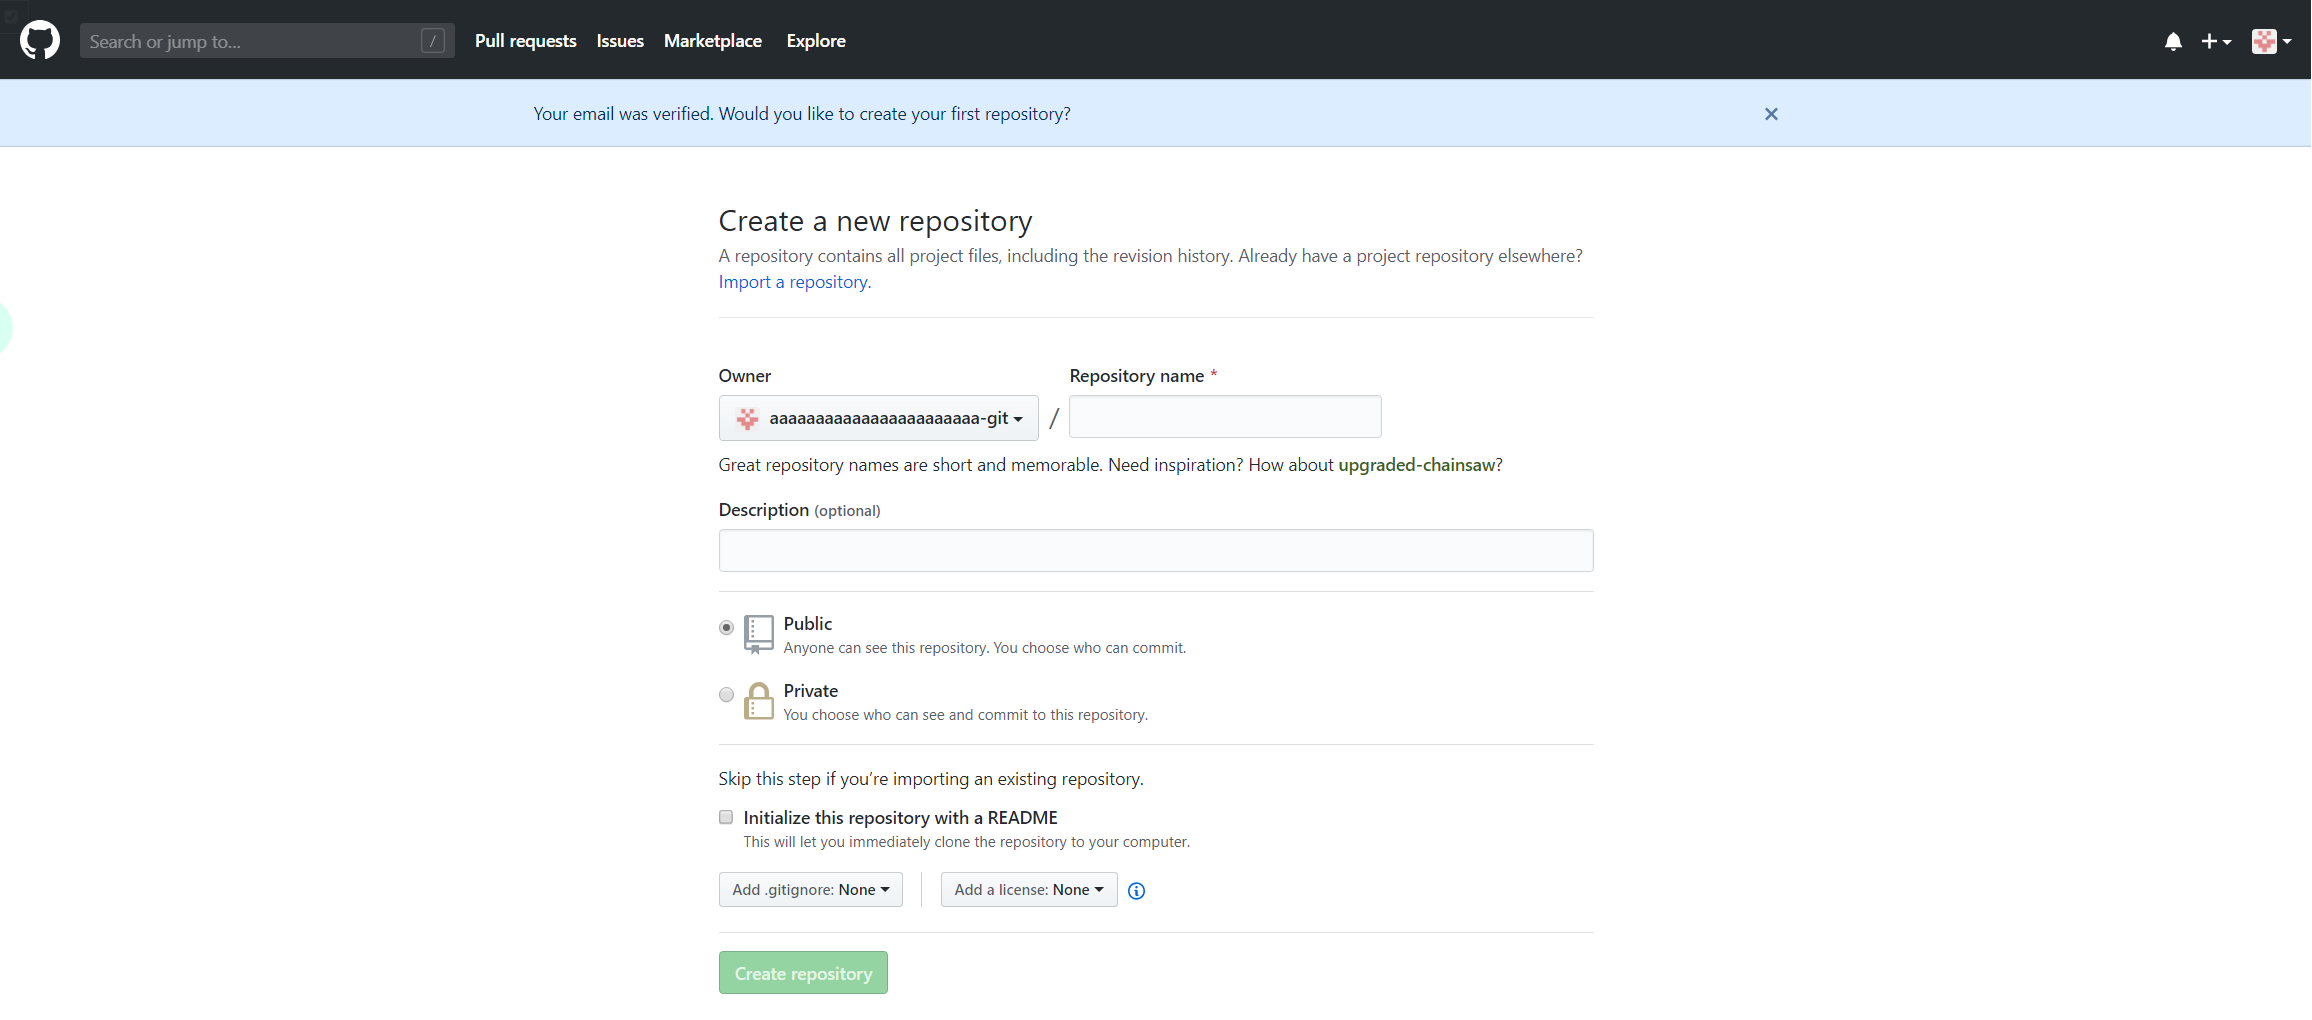 Search or jump to... /
Pull requests Issues Marketplace Explore
Your email was verified. Would you like to create your first repository?
Create a new repository
A repository contains all project files, including the revision history. Already have a project repository elsewhere?
Import a repository.
Owner Repository name *
aaaaaaaaaaaaaaaaaaaaaaa-git /
Great repository names are short and memorable. Need inspiration? How about upgraded-chainsaw?
Description (optional)
Public
Anyone can see this repository. You choose who can commit.
Private
You choose who can see and commit to this repository.
Skip this step if you’re importing an existing repository.
Initialize this repository with a README
This will let you immediately clone the repository to your computer.
Add .gitignore: None Add a license: None
Create repository